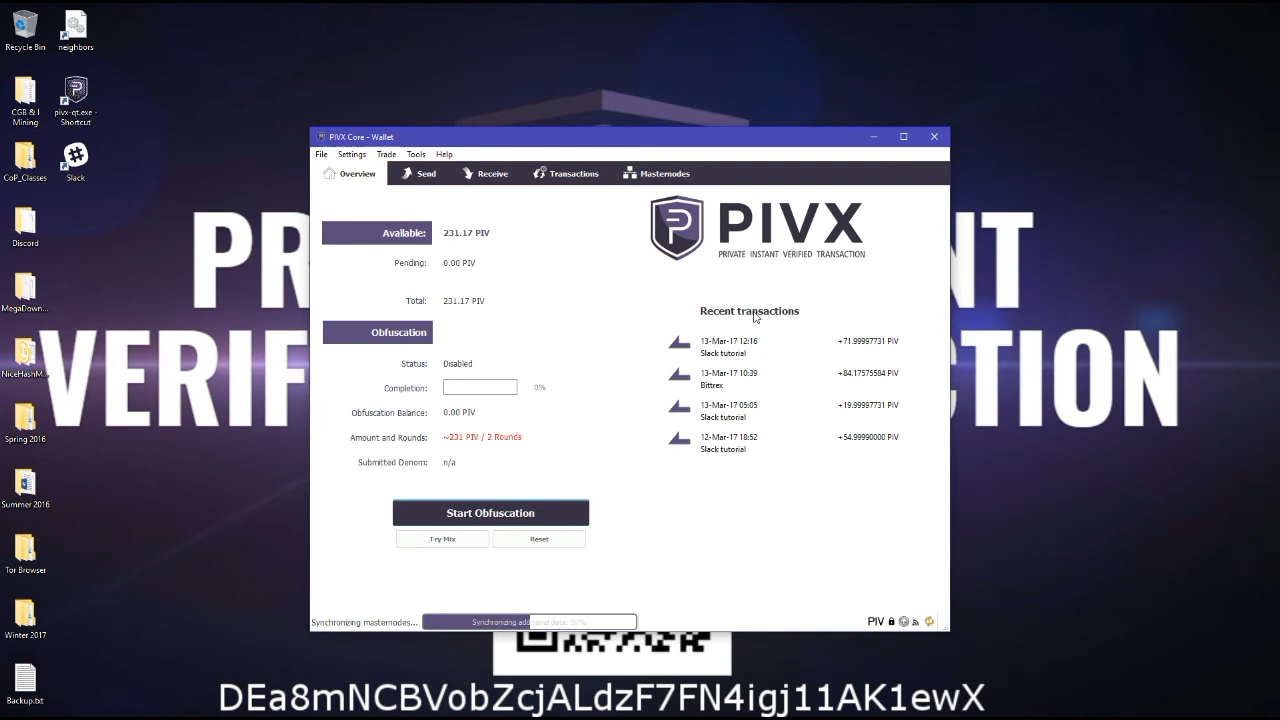 Recycle Bin
neighbors
CGB & I
Mining
pivx-qt.exe -
Shortcut
CoP_Classes
Slack
Discord
MegaDown...
NiceHashM...
Spring 2016
Summer 2016
Tor Browser
Winter 2017
Backup.txt
PR
NT
VERIF
CTION
PIVX Core - Wallet
File Settings Trade Tools Help
Overview Send Receive Transactions Masternodes
Available: 231.17 PIV
Pending: 0.00 PIV
Total: 231.17 PIV
Obfuscation
Status: Disabled
Completion: 0%
Obfuscation Balance: 0.00 PIV
Amount and Rounds: ~231 PIV / 2 Rounds
Submitted Denom: n/a
Start Obfuscation
Try Mix Reset
PIVX
PRIVATE INSTANT VERIFIED TRANSACTION
Recent transactions
13-Mar-17 12:16 +71.99997731 PIV
Slack tutorial
13-Mar-17 10:39 +84.17575584 PIV
Bittrex
13-Mar-17 05:05 +19.99997731 PIV
Slack tutorial
12-Mar-17 18:52 +54.99990000 PIV
Slack tutorial
Synchronizing masternodes... Synchronizing additional data: 50% PIV
DEa8mNCBVobZcjALdzF7FN4igj11AK1ewX